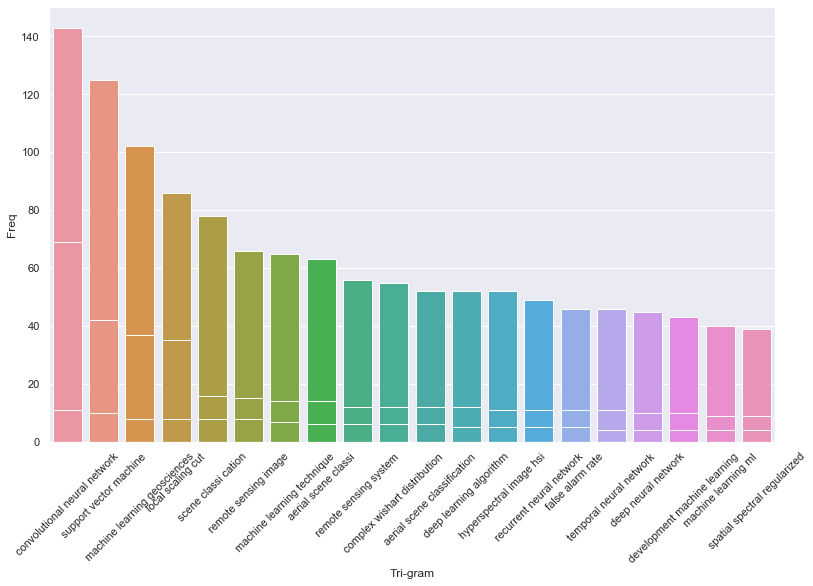 140
120
100
80
60
40
20
0
Freq
convolutional neural network
support vector machine
machine learning geosciences
local scaling cut
scene classi cation
remote sensing image
machine learning technique
aerial scene classi
remote sensing system
complex wishart distribution
aerial scene classification
deep learning algorithm
hyperspectral image hsi
recurrent neural network
false alarm rate
temporal neural network
deep neural network
development machine learning
machine learning ml
spatial spectral regularized
Tri-gram